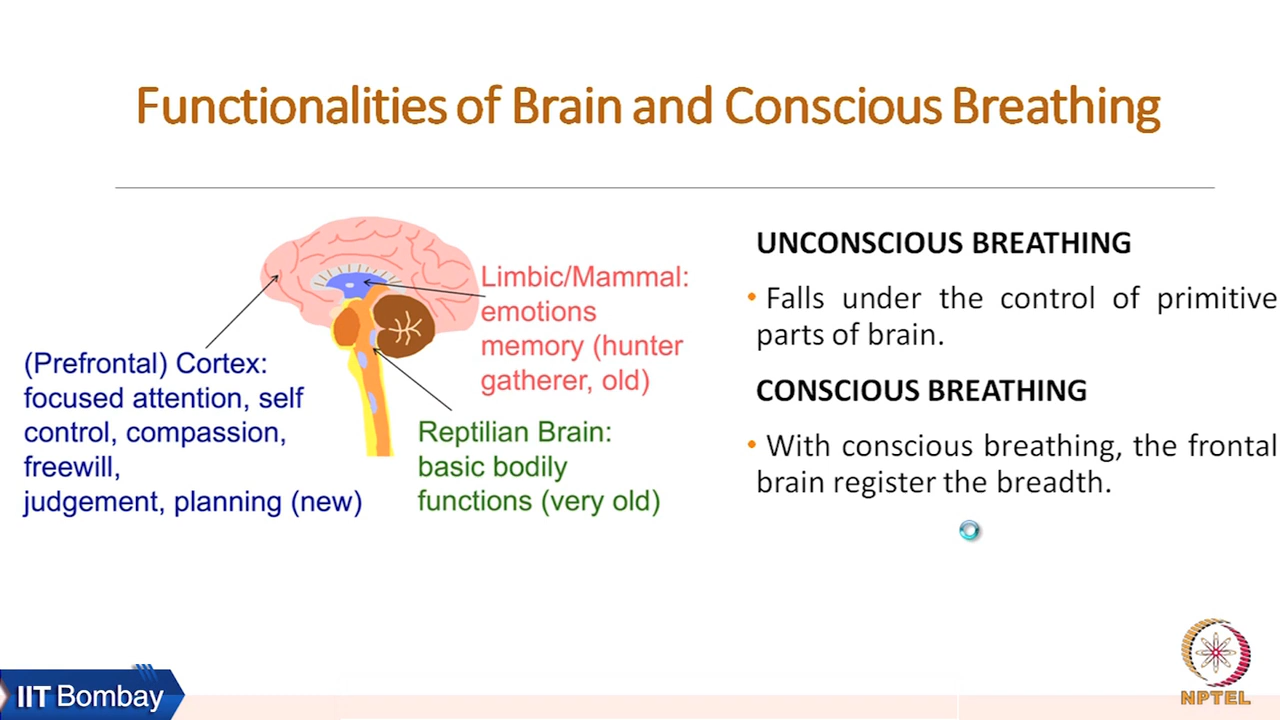 Functionalities of Brain and Conscious Breathing
Limbic/Mammal:
emotions
memory (hunter
gatherer, old)
(Prefrontal) Cortex:
focused attention, self
control, compassion,
freewill,
judgement, planning (new)
Reptilian Brain:
basic bodily
functions (very old)
UNCONSCIOUS BREATHING
• Falls under the control of primitive
parts of brain.
CONSCIOUS BREATHING
• With conscious breathing, the frontal
brain register the breadth.
IIT Bombay
NPTEL